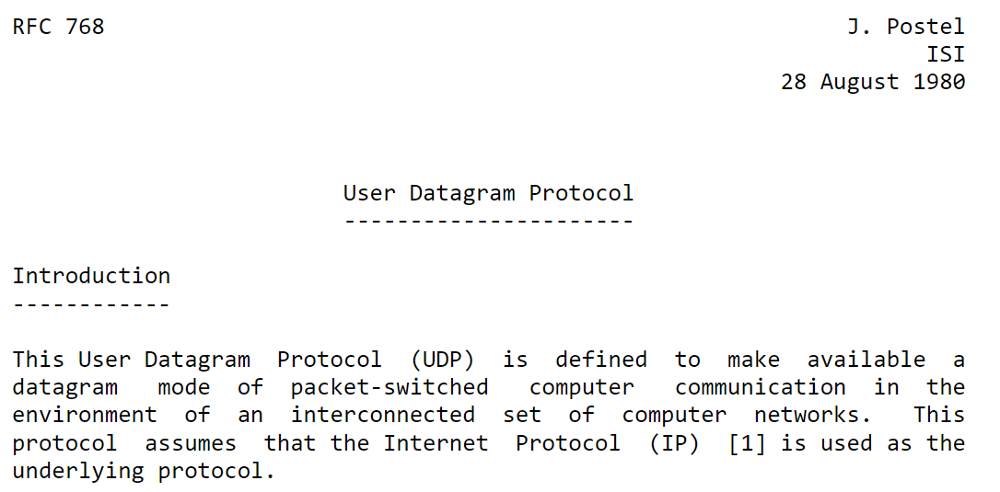 RFC 768 J. Postel
ISI
28 August 1980
User Datagram Protocol
----------------------
Introduction
------------
This User Datagram Protocol (UDP) is defined to make available a
datagram mode of packet-switched computer communication in the
environment of an interconnected set of computer networks. This
protocol assumes that the Internet Protocol (IP) [1] is used as the
underlying protocol.